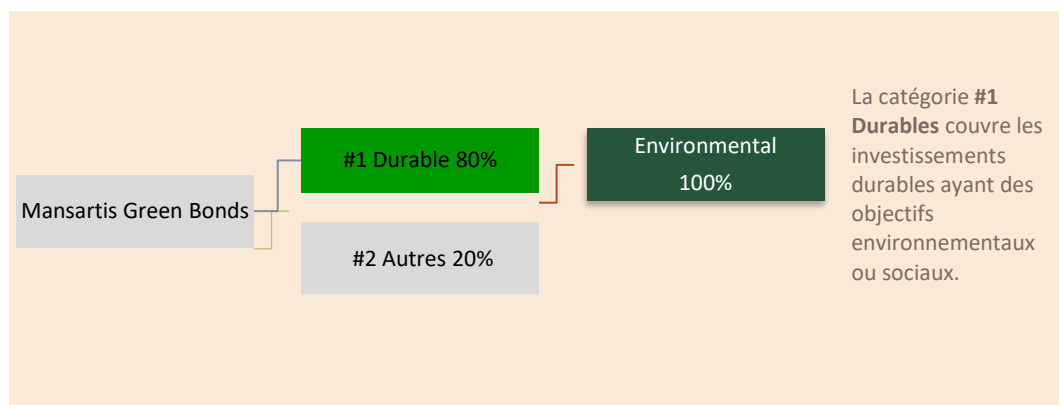 Mansartis Green Bonds
#1 Durable 80%
#2 Autres 20%
Environmental
100%
La catégorie #1
Durables couvre les
investissements
durables ayant des
objectifs
environnementaux
ou sociaux.